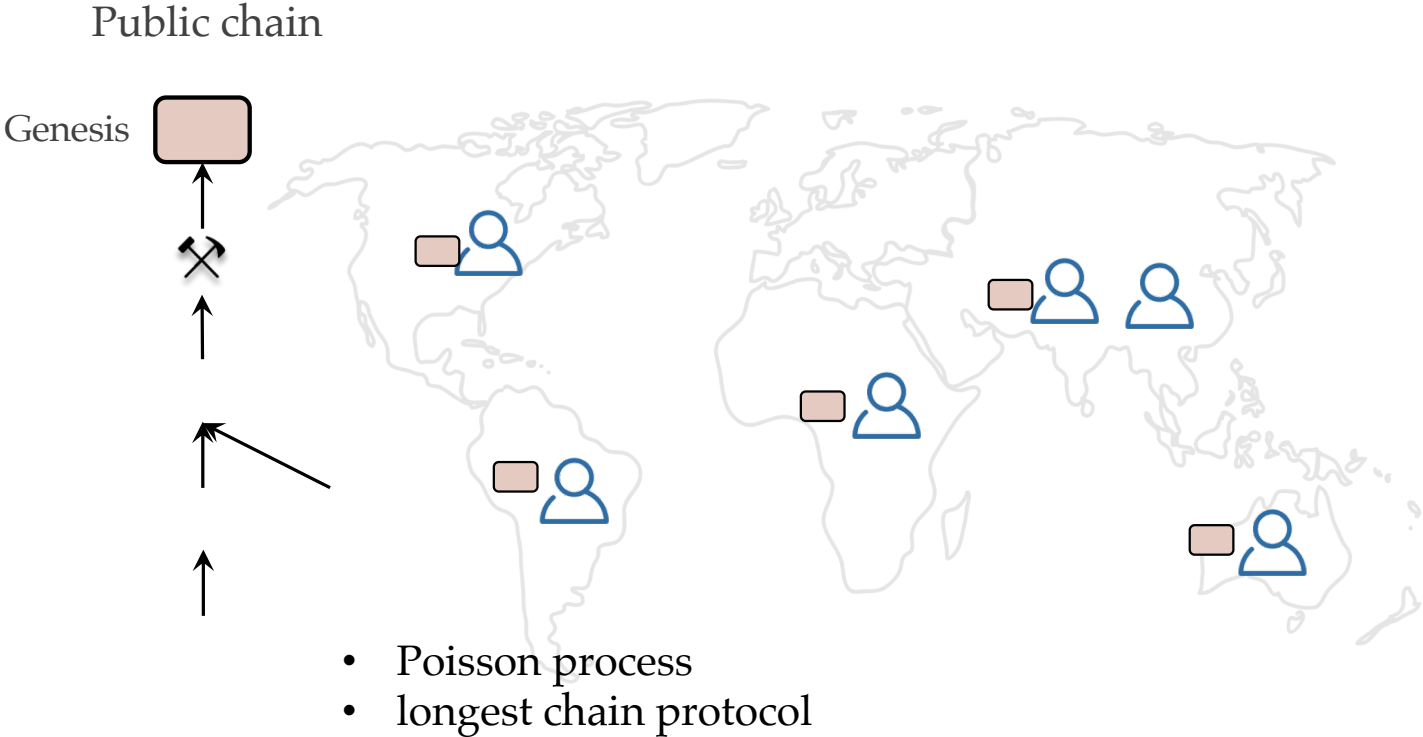 Public chain
Genesis
• Poisson process
• longest chain protocol